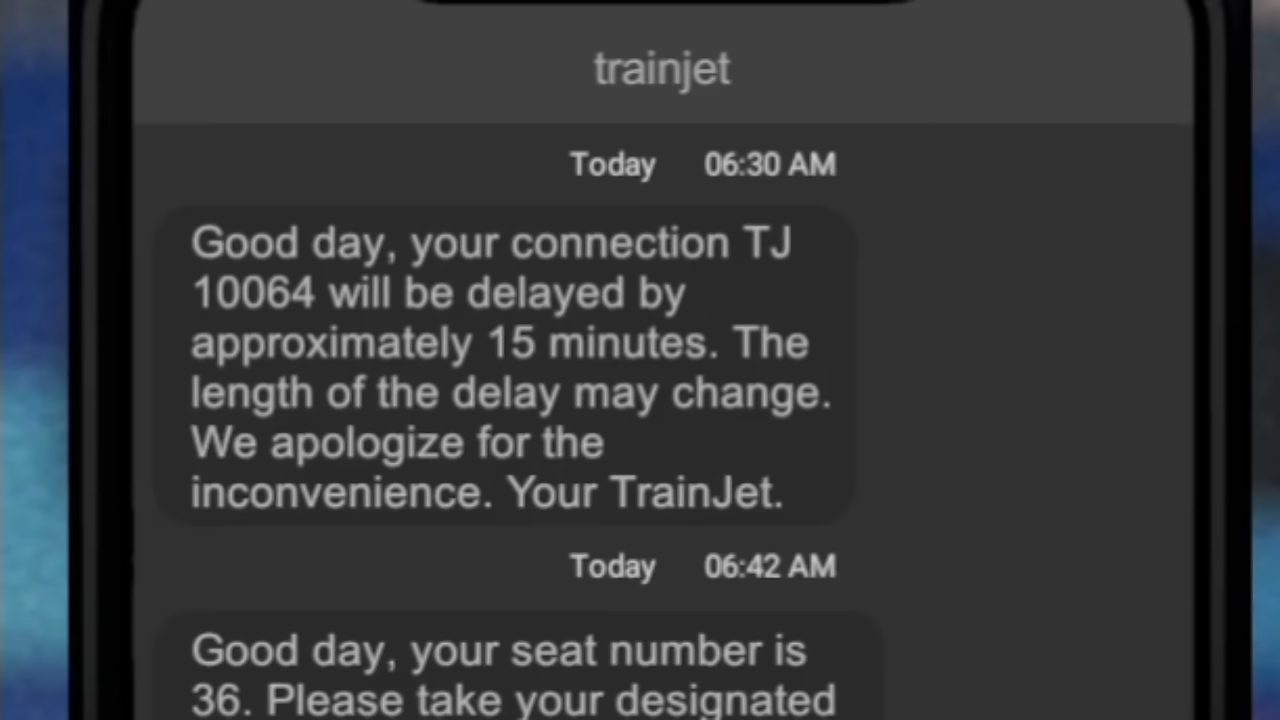 trainjet
Today 06:30 AM
Good day, your connection TJ
10064 will be delayed by
approximately 15 minutes. The
length of the delay may change.
We apologize for the
inconvenience. Your TrainJet.
Today 06:42 AM
Good day, your seat number is
36. Please take your designated